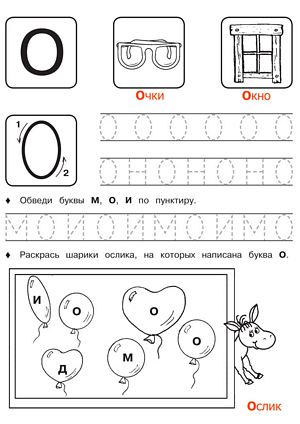 О
Очки
Окно
1
О
2
О О О О О О
О Н О Н О Н О
♦ Обведи буквы М, О, И по пунктиру.
М О И О И М О И М О
♦ Раскрась шарики ослика, на которых написана буква О.
И
О
О
Д
М
О
Ослик